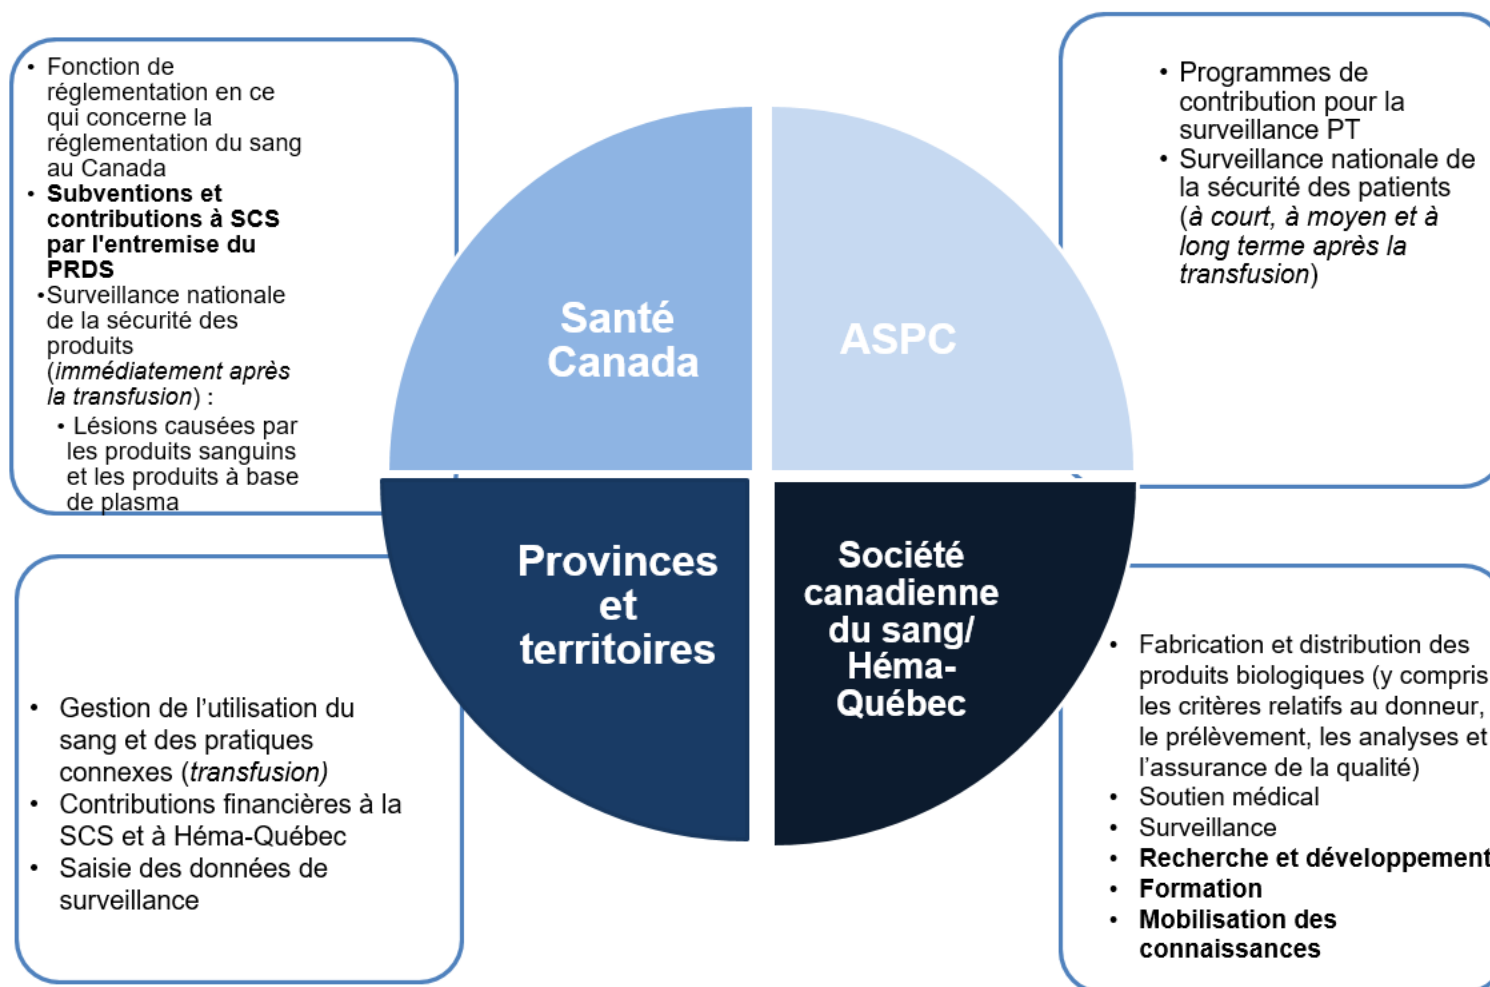 • Fonction de
réglementation en ce
qui concerne la
réglementation du sang
au Canada
• Subventions et
contributions à SCS
par l'entremise du
PRDS
•Surveillance nationale
de la sécurité des
produits
(immédiatement après
la transfusion) :
• Lésions causées par
les produits sanguins
et les produits à base
de plasma
Santé
Canada
ASPC
• Programmes de
contribution pour la
surveillance PT
• Surveillance nationale de
la sécurité des patients
(à court, à moyen et à
long terme après la
transfusion)
• Gestion de l’utilisation du
sang et des pratiques
connexes (transfusion)
• Contributions financières à la
SCS et à Héma-Québec
• Saisie des données de
surveillance
Provinces
et
territoires
Société
canadienne
du sang/
Héma-
Québec
• Fabrication et distribution des
produits biologiques (y compris
les critères relatifs au donneur,
le prélèvement, les analyses et
l’assurance de la qualité)
• Soutien médical
• Surveillance
• Recherche et développement
• Formation
• Mobilisation des
connaissances